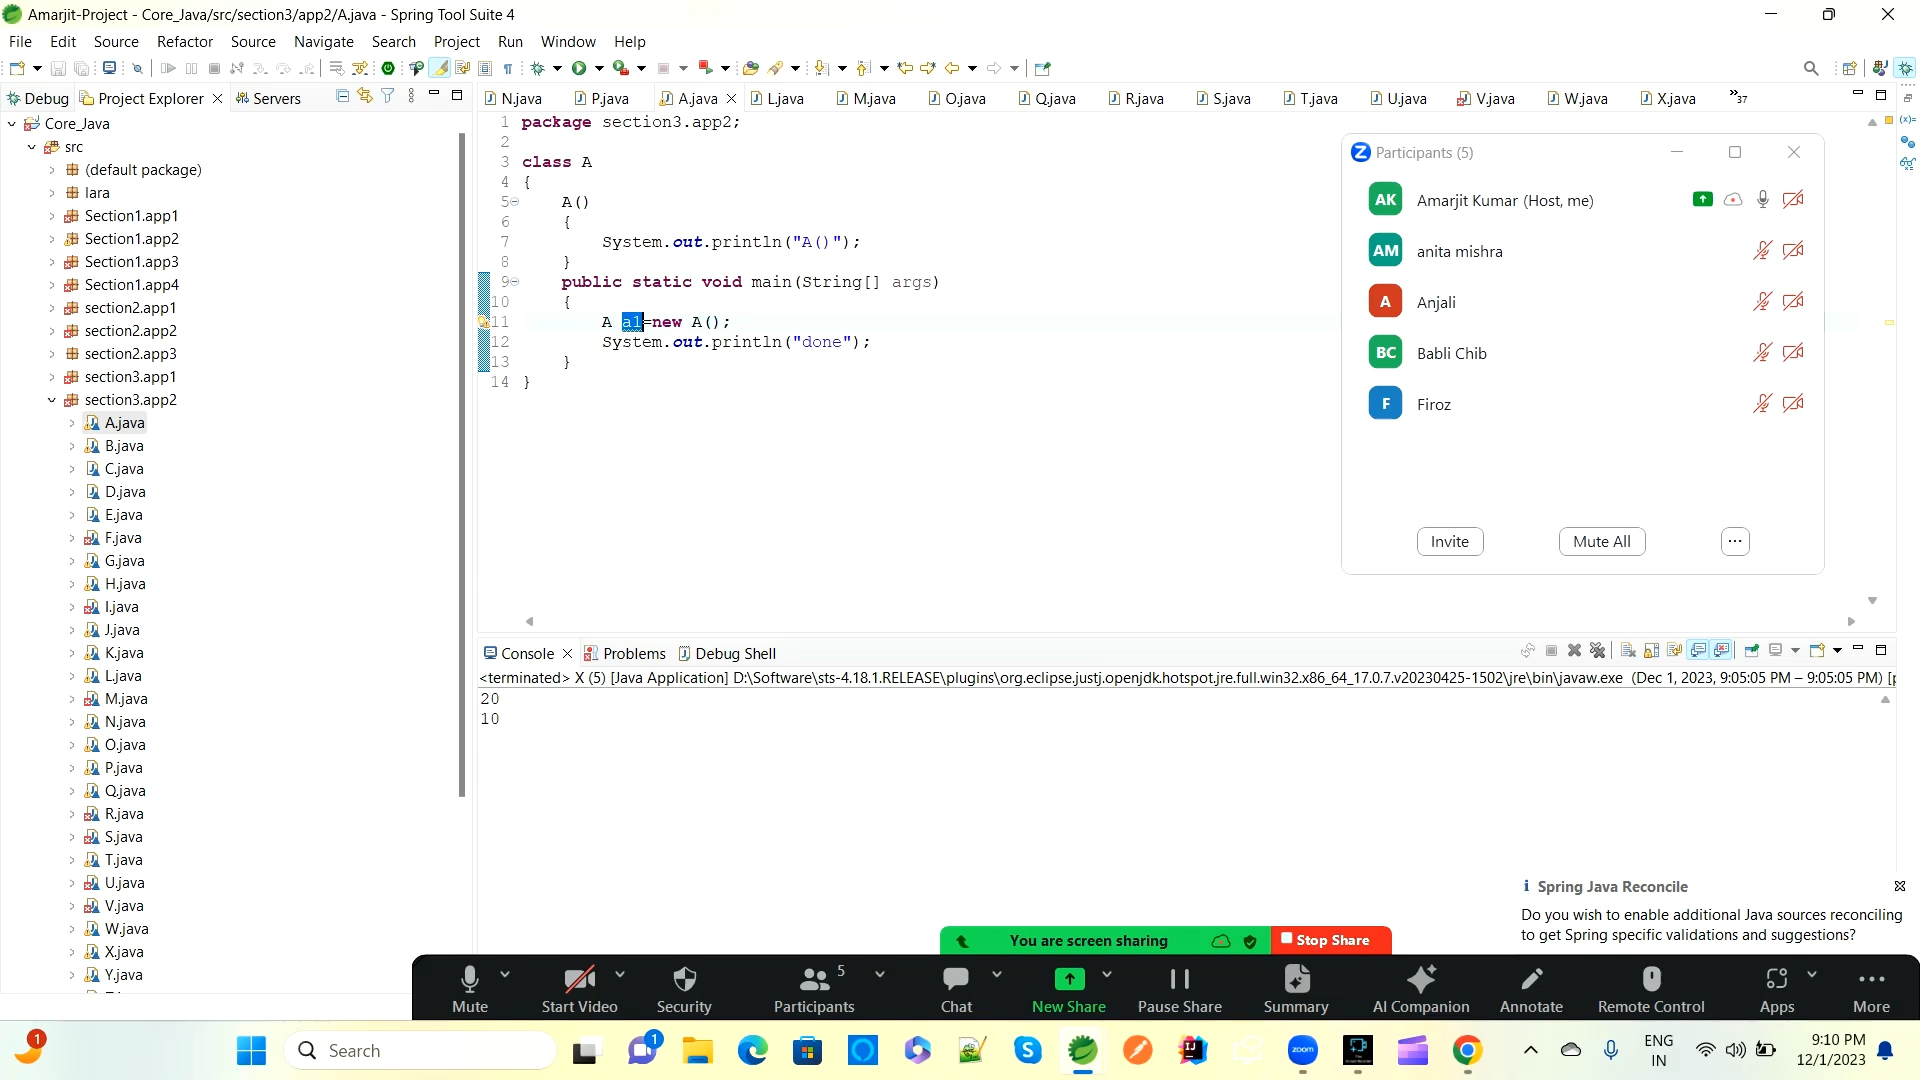 Amarjit-Project - Core_Java/src/section3/app2/A.java - Spring Tool Suite 4
File Edit Source Refactor Source Navigate Search Project Run Window Help
Debug Project Explorer Servers
N.java P.java A.java L.java M.java O.java Q.java R.java S.java T.java U.java V.java W.java X.java »37
Core_Java
src
(default package)
lara
Section1.app1
Section1.app2
Section1.app3
Section1.app4
section2.app1
section2.app2
section2.app3
section3.app1
section3.app2
A.java
B.java
C.java
D.java
E.java
F.java
G.java
H.java
I.java
J.java
K.java
L.java
M.java
N.java
O.java
P.java
Q.java
R.java
S.java
T.java
U.java
V.java
W.java
X.java
Y.java
1 package section3.app2;
2
3 class A
4 {
5 A()
6 {
7 System.out.println("A()");
8 }
9 public static void main(String[] args)
10 {
11 A a1=new A();
12 System.out.println("done");
13 }
14 }
Participants (5)
AK Amarjit Kumar (Host, me)
AM anita mishra
A Anjali
BC Babli Chib
F Firoz
Invite Mute All ...
Console Problems Debug Shell
<terminated> X (5) [Java Application] D:\Software\sts-4.18.1.RELEASE\plugins\org.eclipse.justj.openjdk.hotspot.jre.full.win32.x86_64_17.0.7.v20230425-1502\jre\bin\javaw.exe (Dec 1, 2023, 9:05:05 PM – 9:05:05 PM) [p
20
10
Spring Java Reconcile
Do you wish to enable additional Java sources reconciling
to get Spring specific validations and suggestions?
You are screen sharing Stop Share
5
Mute Start Video Security Participants Chat New Share Pause Share Summary AI Companion Annotate Remote Control Apps More
1 Search 1 zoom
ENG
IN
9:10 PM
12/1/2023